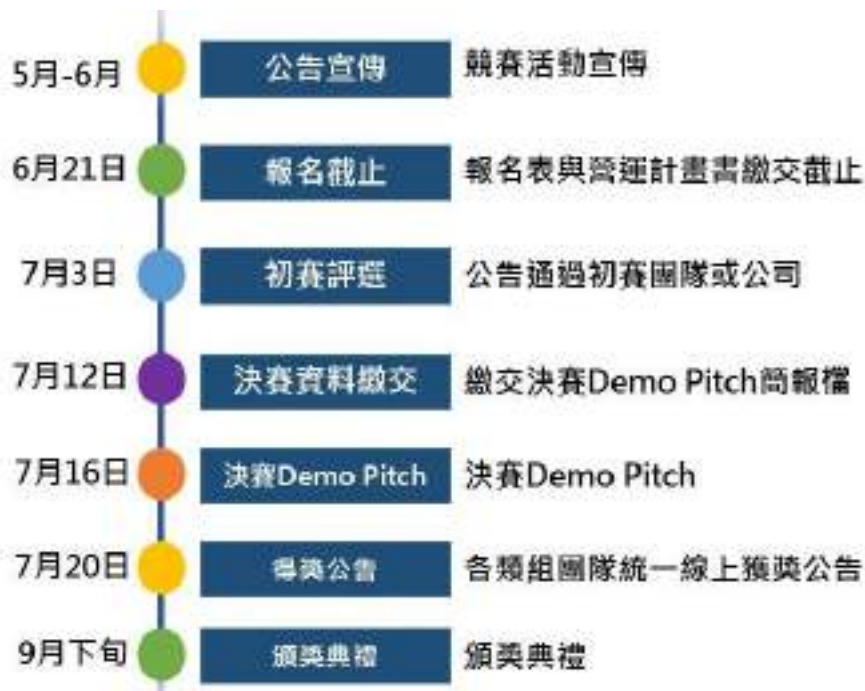 5月-6月 公告宣傳 競賽活動宣傳
6月21日 報名截止 報名表與營運計畫書繳交截止
7月3日 初賽評選 公告通過初賽團隊或公司
7月12日 決賽資料繳交 繳交決賽Demo Pitch簡報檔
7月16日 決賽Demo Pitch 決賽Demo Pitch
7月20日 得獎公告 各類組團隊統一線上獲獎公告
9月下旬 頒獎典禮 頒獎典禮